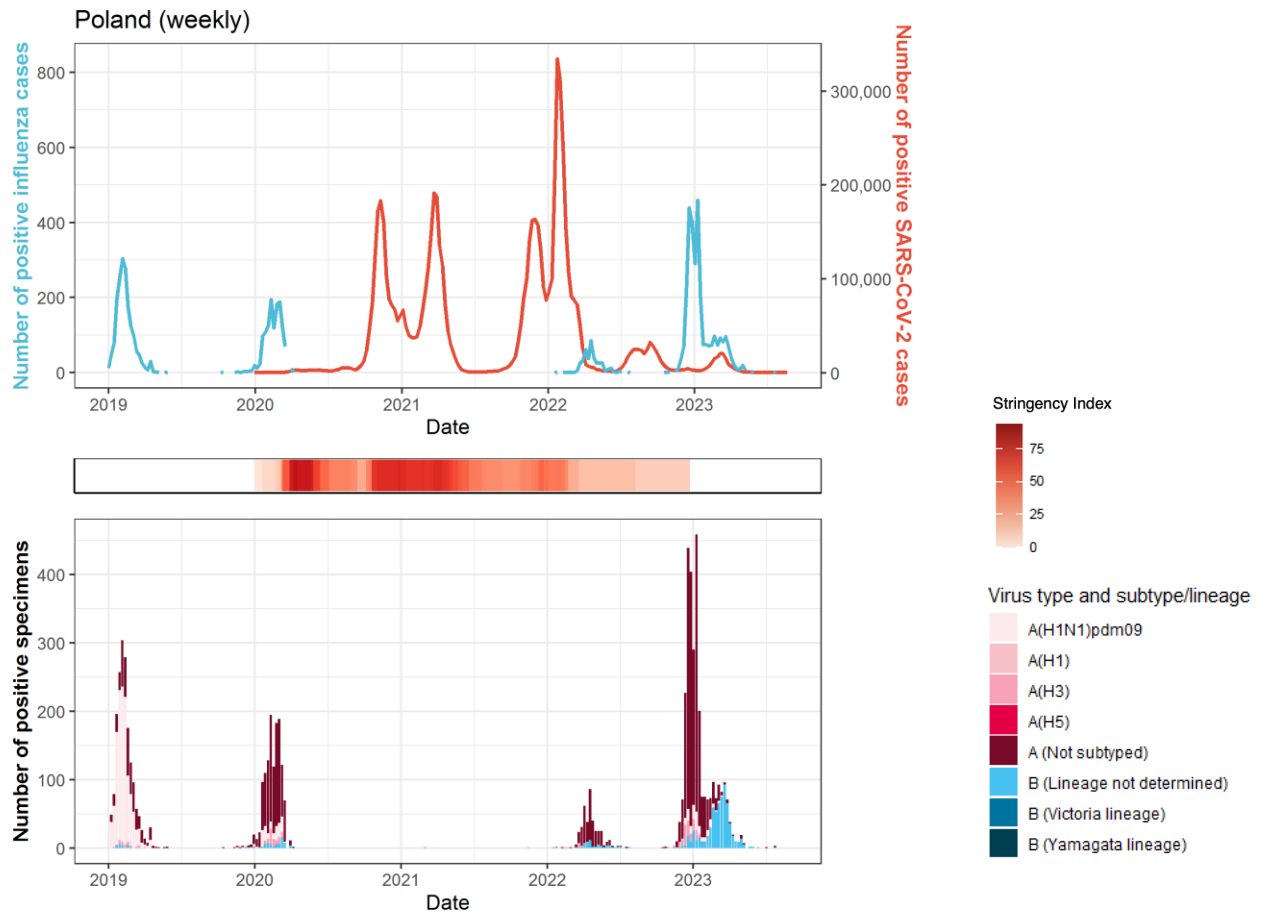 Poland (weekly)
Number of positive influenza cases
800
600
400
200
0
300,000
200,000
100,000
0
Number of positive SARS-CoV-2 cases
2019 2020 2021 2022 2023
Date
Stringency Index
75
50
25
0
Number of positive specimens
400
300
200
100
0
2019 2020 2021 2022 2023
Date
Virus type and subtype/lineage
A(H1N1)pdm09
A(H1)
A(H3)
A(H5)
A (Not subtyped)
B (Lineage not determined)
B (Victoria lineage)
B (Yamagata lineage)